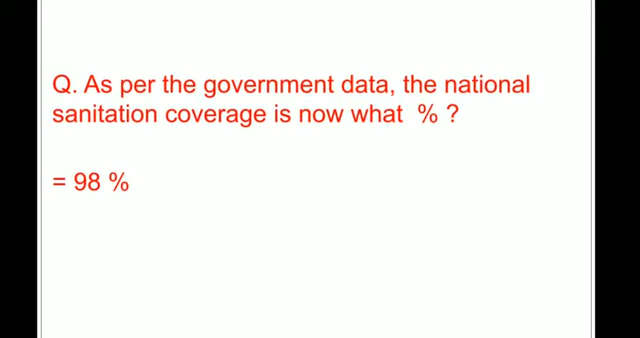 Q. As per the government data, the national
sanitation coverage is now what % ?
= 98 %